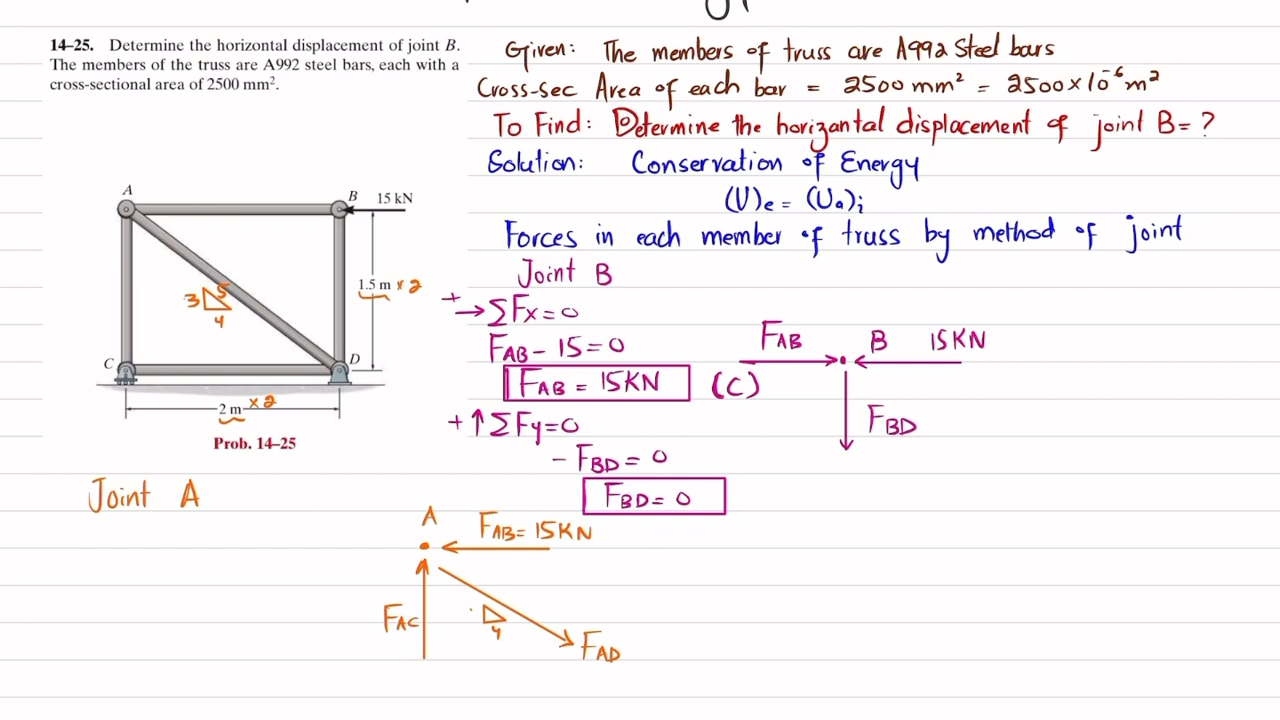 14–25. Determine the horizontal displacement of joint B.
The members of the truss are A992 steel bars, each with a
cross-sectional area of 2500 mm².
Given: The members of truss are A992 Steel bars
Cross-sec Area of each bar = 2500 mm² = 2500×10⁻⁶ m²
To Find: Determine the horizantal displacement of joint B=?
Solution: Conservation of Energy
(U)e = (Ua)i
Forces in each member of truss by method of joint
A
B 15 kN
1.5 m × 2
3 5
4
C
D
2 m × 2
Prob. 14–25
Joint B
+→ ΣFx=0
FAB – 15 = 0
FAB = 15KN (C)
+↑ ΣFy=0
– FBD = 0
FBD = 0
FAB B 15KN
FBD
Joint A
A
FAB= 15KN
FAC
4
FAD